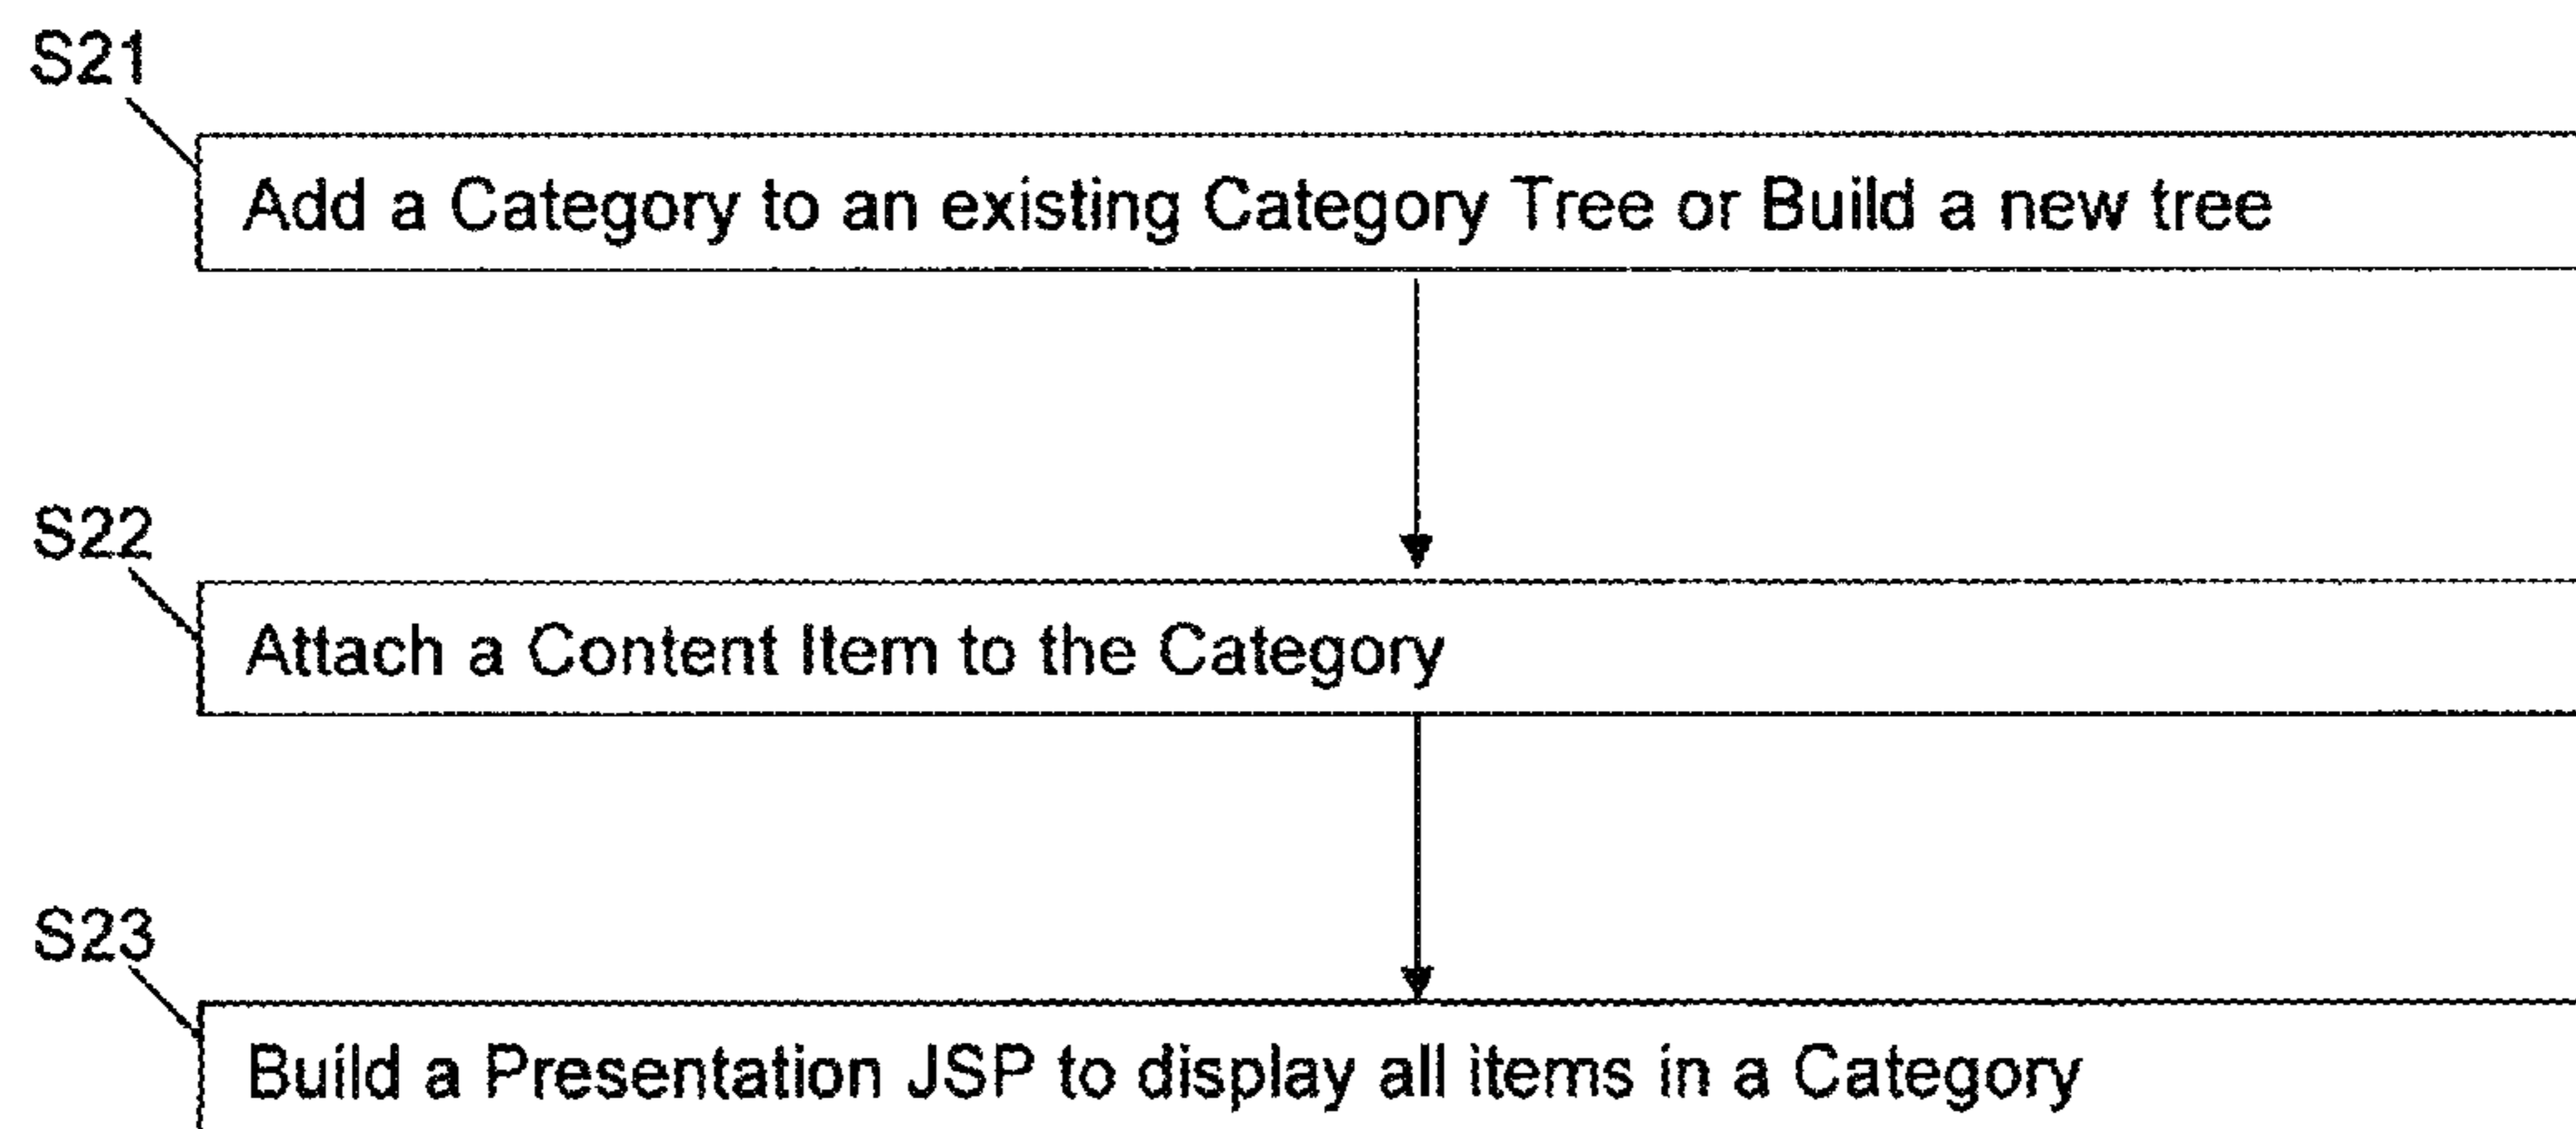 S21
Add a Category to an existing Category Tree or Build a new tree
S22
Attach a Content Item to the Category
S23
Build a Presentation JSP to display all items in a Category